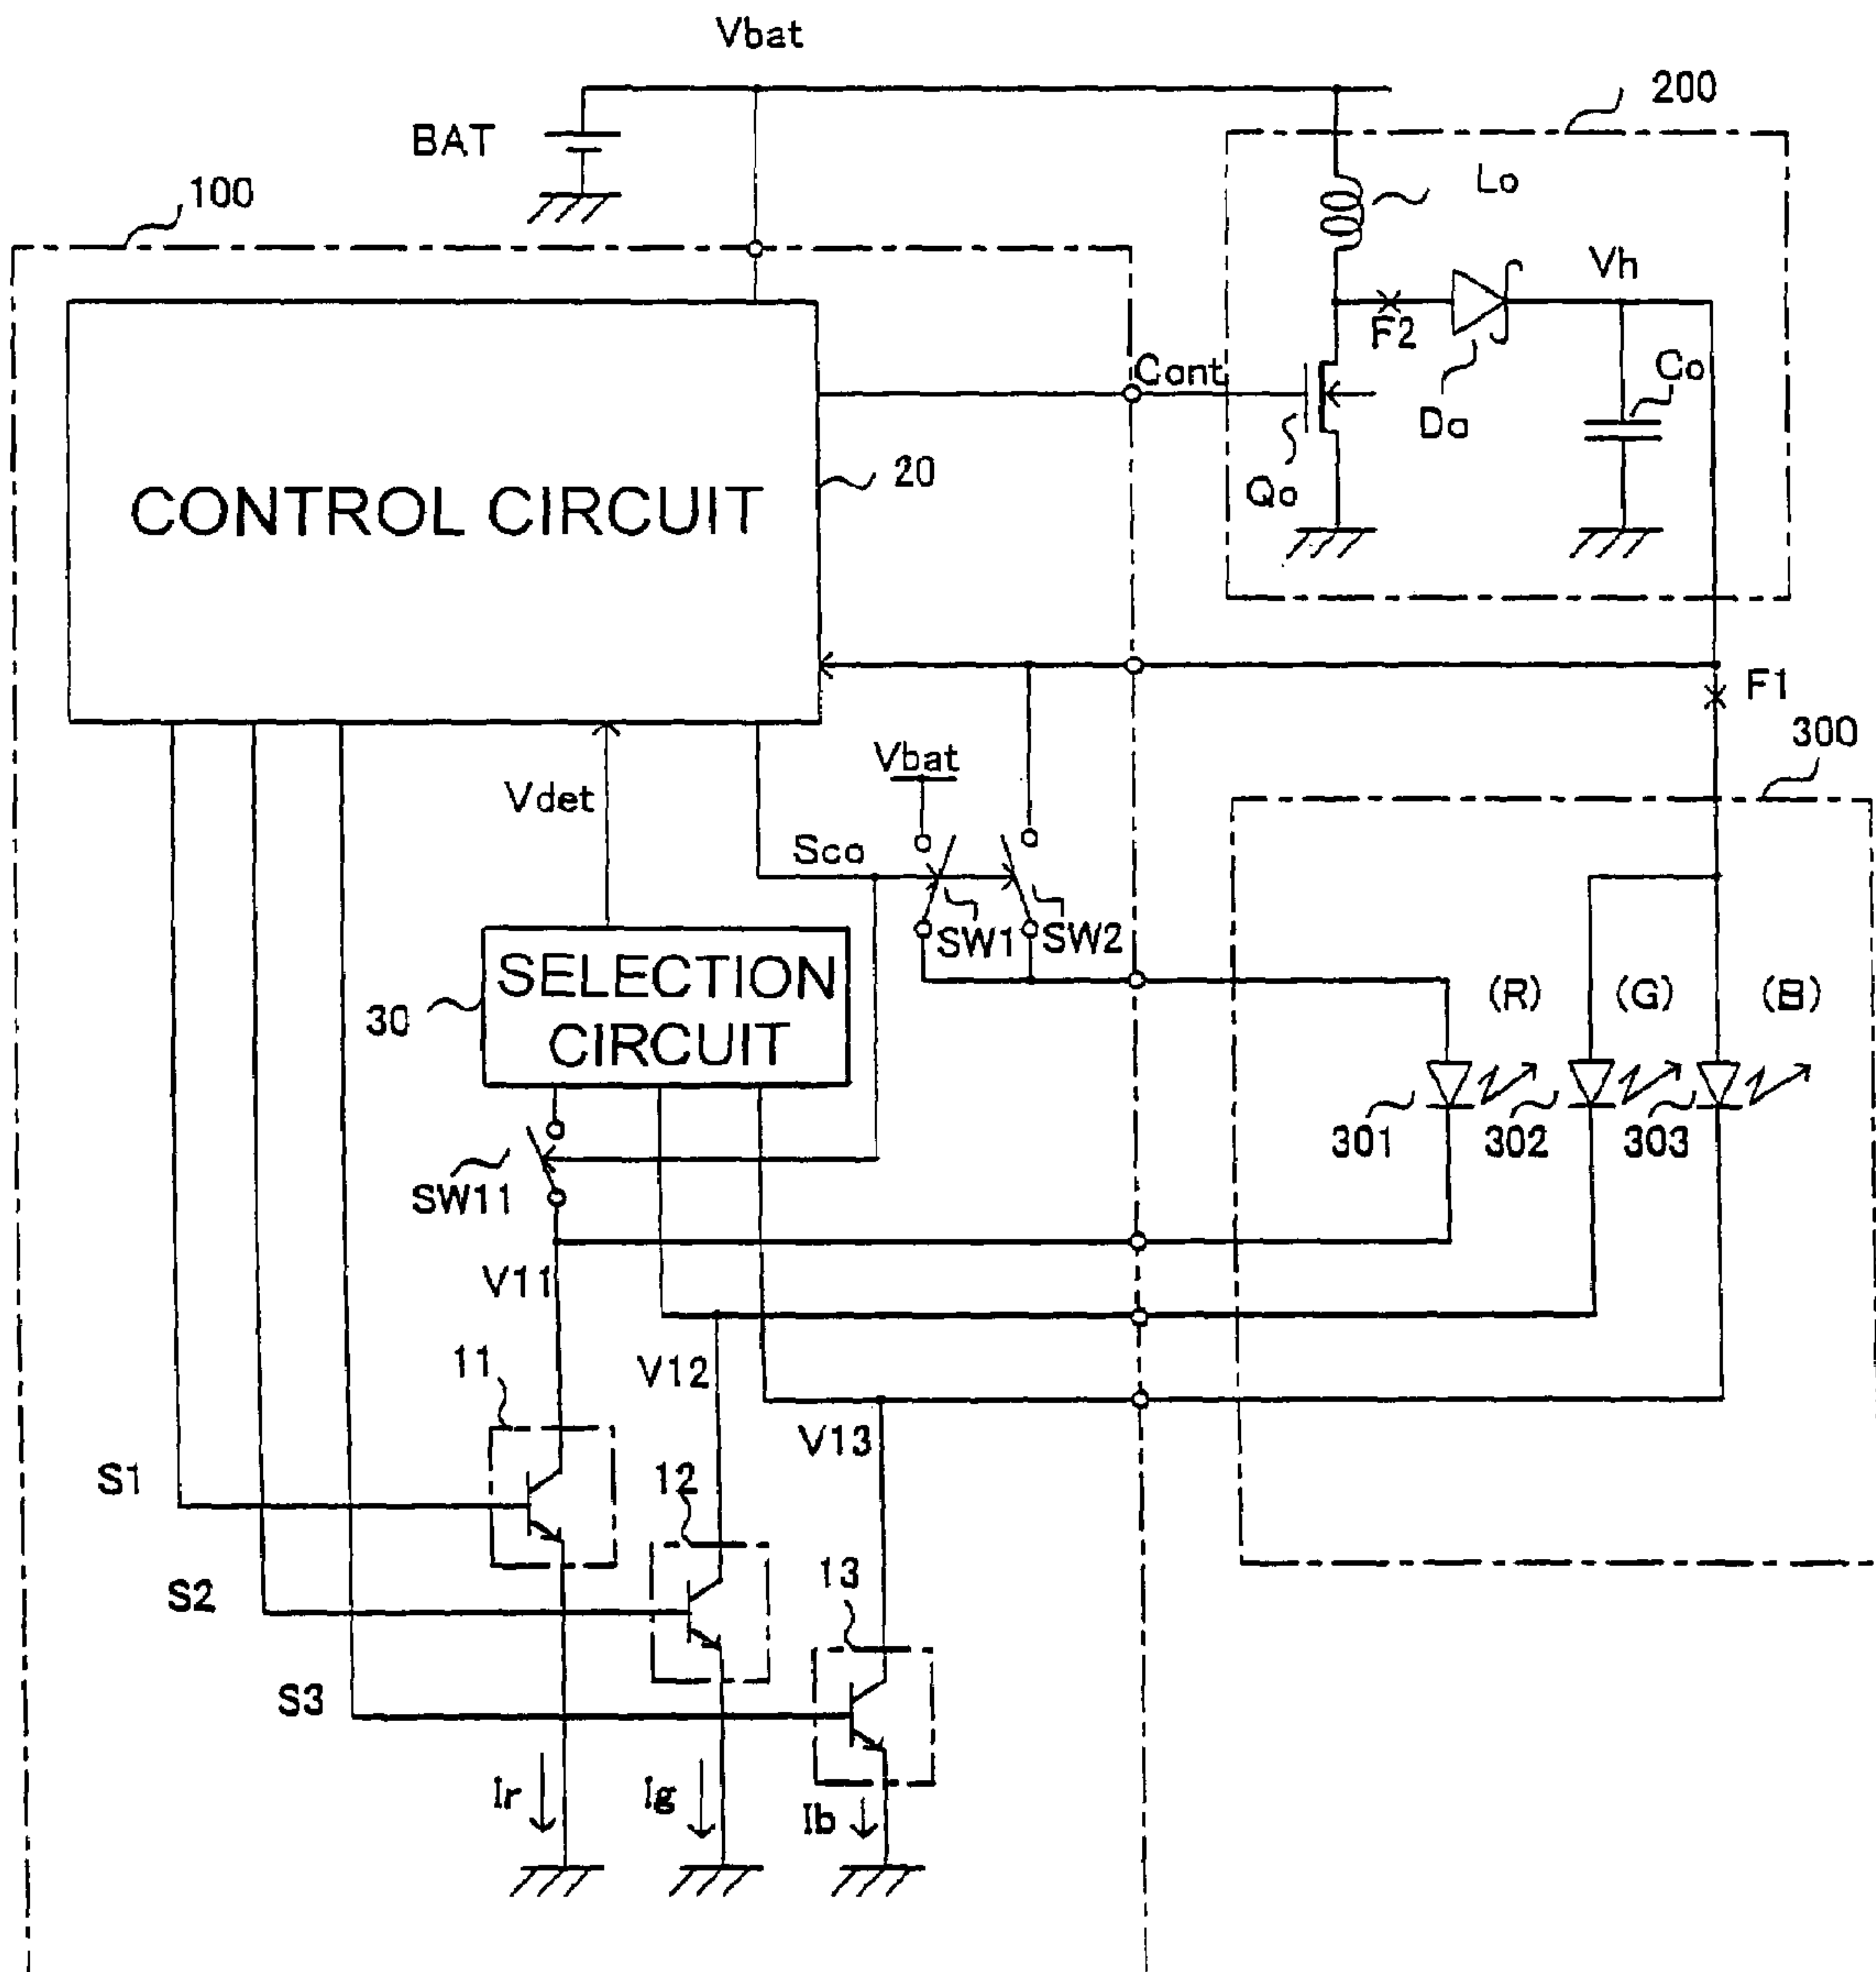 Vbat
200
BAT
Lo
100
Vh
F2
Cont
Co
Do
20
Qo
CONTROL CIRCUIT
F1
300
Vbat
Vdet
Sco
SW1
SW2
SELECTION
CIRCUIT
30
(R)
(G)
(B)
301
302
303
SW11
V11
11
V12
V13
S1
12
S2
13
S3
Ir
Ig
Ib